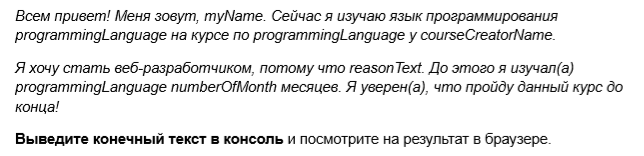 Всем привет! Меня зовут, myName. Сейчас я изучаю язык программирования
programmingLanguage на курсе по programmingLanguage у courseCreatorName.
Я хочу стать веб-разработчиком, потому что reasonText. До этого я изучал(а)
programmingLanguage numberOfMonth месяцев. Я уверен(а), что пройду данный курс до
конца!
Выведите конечный текст в консоль и посмотрите на результат в браузере.